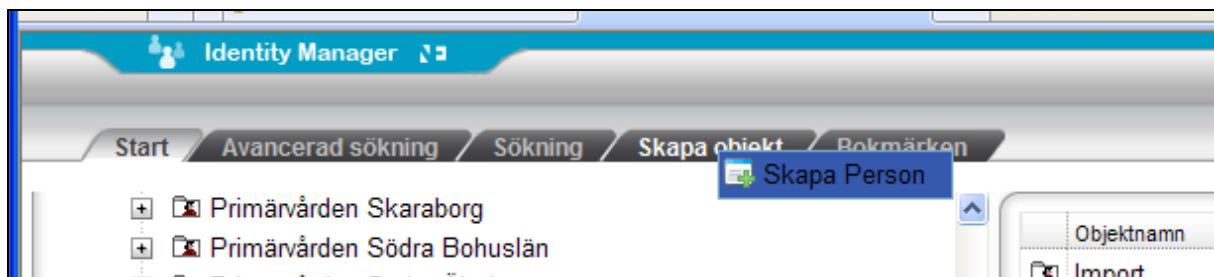 Identity Manager
Start Avancerad sökning Sökning Skapa objekt Bokmärken
Skapa Person
Primärvården Skaraborg
Primärvården Södra Bohuslän
Objektnamn
Import